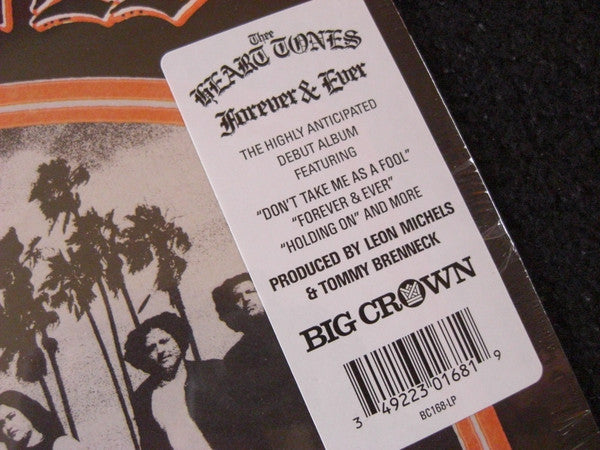 Thee
HEART TONES
Forever & Ever
THE HIGHLY ANTICIPATED
DEBUT ALBUM
FEATURING
"DON'T TAKE ME AS A FOOL"
"FOREVER & EVER"
"HOLDING ON" AND MORE
PRODUCED BY LEON MICHELS
& TOMMY BRENNECK
BIG CROWN
3 49223 01681 9
BC168-LP